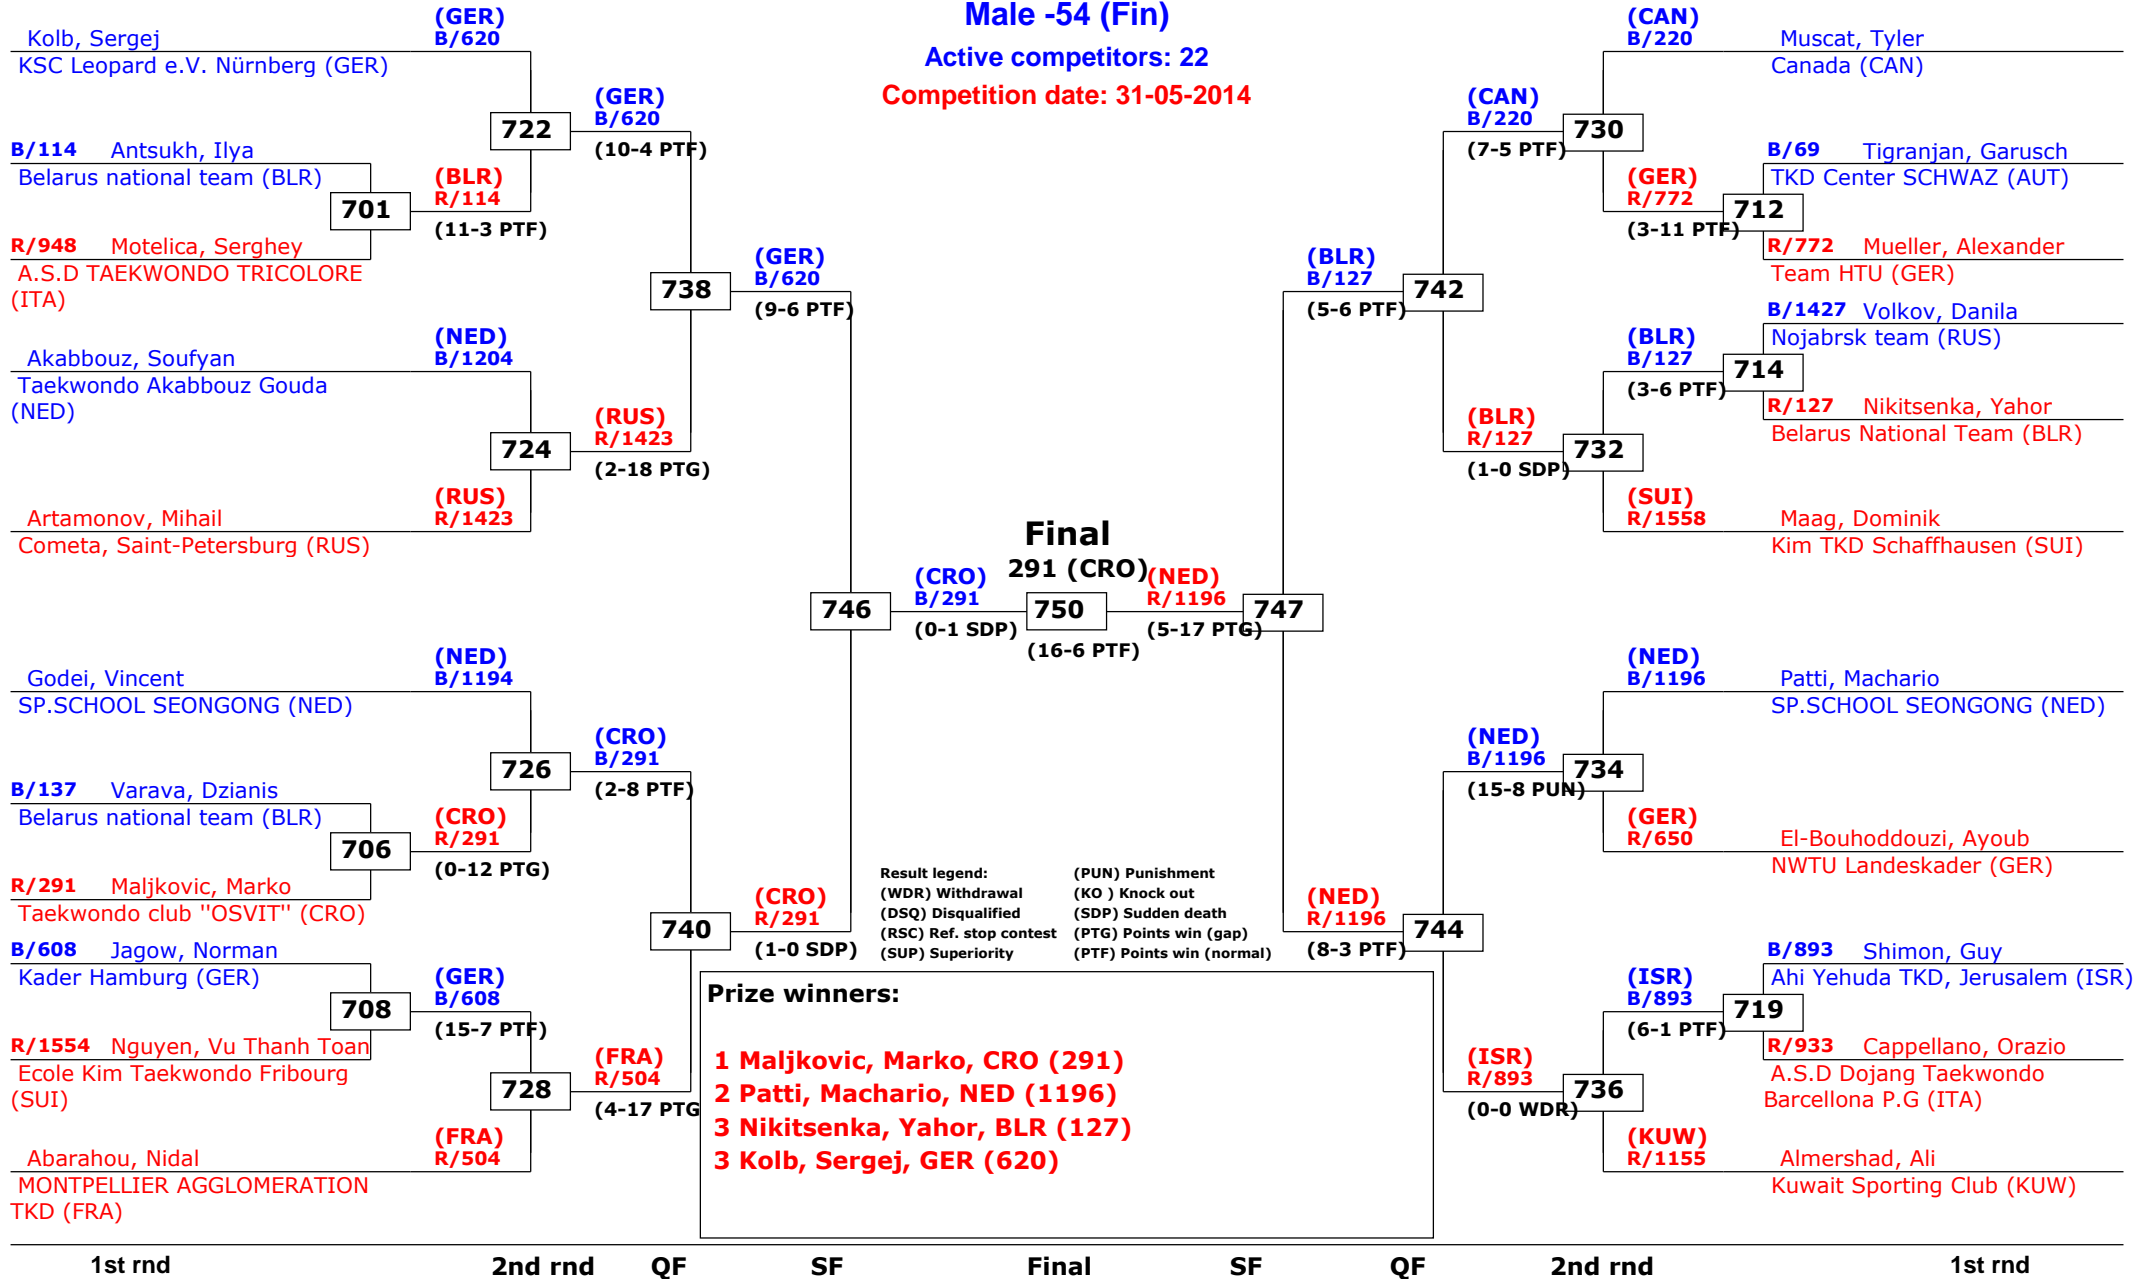 Male -54 (Fin)
Active competitors: 22
Competition date: 31-05-2014
Kolb, Sergej
KSC Leopard e.V. Nürnberg (GER)
(GER)
B/620
B/114 Antsukh, Ilya
Belarus national team (BLR)
701
R/948 Motelica, Serghey
A.S.D TAEKWONDO TRICOLORE
(ITA)
(BLR)
R/114
(11-3 PTF)
722
(GER)
B/620
(10-4 PTF)
Akabbouz, Soufyan
Taekwondo Akabbouz Gouda
(NED)
(NED)
B/1204
724
Artamonov, Mihail
Cometa, Saint-Petersburg (RUS)
(RUS)
R/1423
(RUS)
R/1423
(2-18 PTG)
738
(GER)
B/620
(9-6 PTF)
Godei, Vincent
SP.SCHOOL SEONGONG (NED)
(NED)
B/1194
B/137 Varava, Dzianis
Belarus national team (BLR)
706
R/291 Maljkovic, Marko
Taekwondo club "OSVIT" (CRO)
(CRO)
R/291
(0-12 PTG)
726
(CRO)
B/291
(2-8 PTF)
B/608 Jagow, Norman
Kader Hamburg (GER)
708
R/1554 Nguyen, Vu Thanh Toan
Ecole Kim Taekwondo Fribourg
(SUI)
(GER)
B/608
(15-7 PTF)
728
Abarahou, Nidal
MONTPELLIER AGGLOMERATION
TKD (FRA)
(FRA)
R/504
(FRA)
R/504
(4-17 PTG
740
(CRO)
R/291
(1-0 SDP)
746
(CRO)
B/291
(0-1 SDP)
Final
291 (CRO)
750
(16-6 PTF)
(NED)
R/1196
(5-17 PTG)
747
(BLR)
B/127
(5-6 PTF)
742
(CAN)
B/220
(7-5 PTF)
730
(CAN)
B/220
Muscat, Tyler
Canada (CAN)
B/69 Tigranjan, Garusch
TKD Center SCHWAZ (AUT)
(GER)
R/772
(3-11 PTF)
712
R/772 Mueller, Alexander
Team HTU (GER)
B/1427 Volkov, Danila
Nojabrsk team (RUS)
(BLR)
B/127
(3-6 PTF)
714
R/127 Nikitsenka, Yahor
Belarus National Team (BLR)
(BLR)
R/127
(1-0 SDP)
732
(SUI)
R/1558
Maag, Dominik
Kim TKD Schaffhausen (SUI)
(NED)
B/1196
Patti, Machario
SP.SCHOOL SEONGONG (NED)
(NED)
B/1196
(15-8 PUN)
734
(GER)
R/650
El-Bouhoddouzi, Ayoub
NWTU Landeskader (GER)
(NED)
R/1196
(8-3 PTF)
744
B/893 Shimon, Guy
Ahi Yehuda TKD, Jerusalem (ISR)
(ISR)
B/893
(6-1 PTF)
719
R/933 Cappellano, Orazio
A.S.D Dojang Taekwondo
Barcellona P.G (ITA)
(ISR)
R/893
(0-0 WDR)
736
(KUW)
R/1155
Almershad, Ali
Kuwait Sporting Club (KUW)
Result legend: (PUN) Punishment
(WDR) Withdrawal (KO ) Knock out
(DSQ) Disqualified (SDP) Sudden death
(RSC) Ref. stop contest (PTG) Points win (gap)
(SUP) Superiority (PTF) Points win (normal)
Prize winners:
1 Maljkovic, Marko, CRO (291)
2 Patti, Machario, NED (1196)
3 Nikitsenka, Yahor, BLR (127)
3 Kolb, Sergej, GER (620)
1st rnd 2nd rnd QF SF Final SF QF 2nd rnd 1st rnd